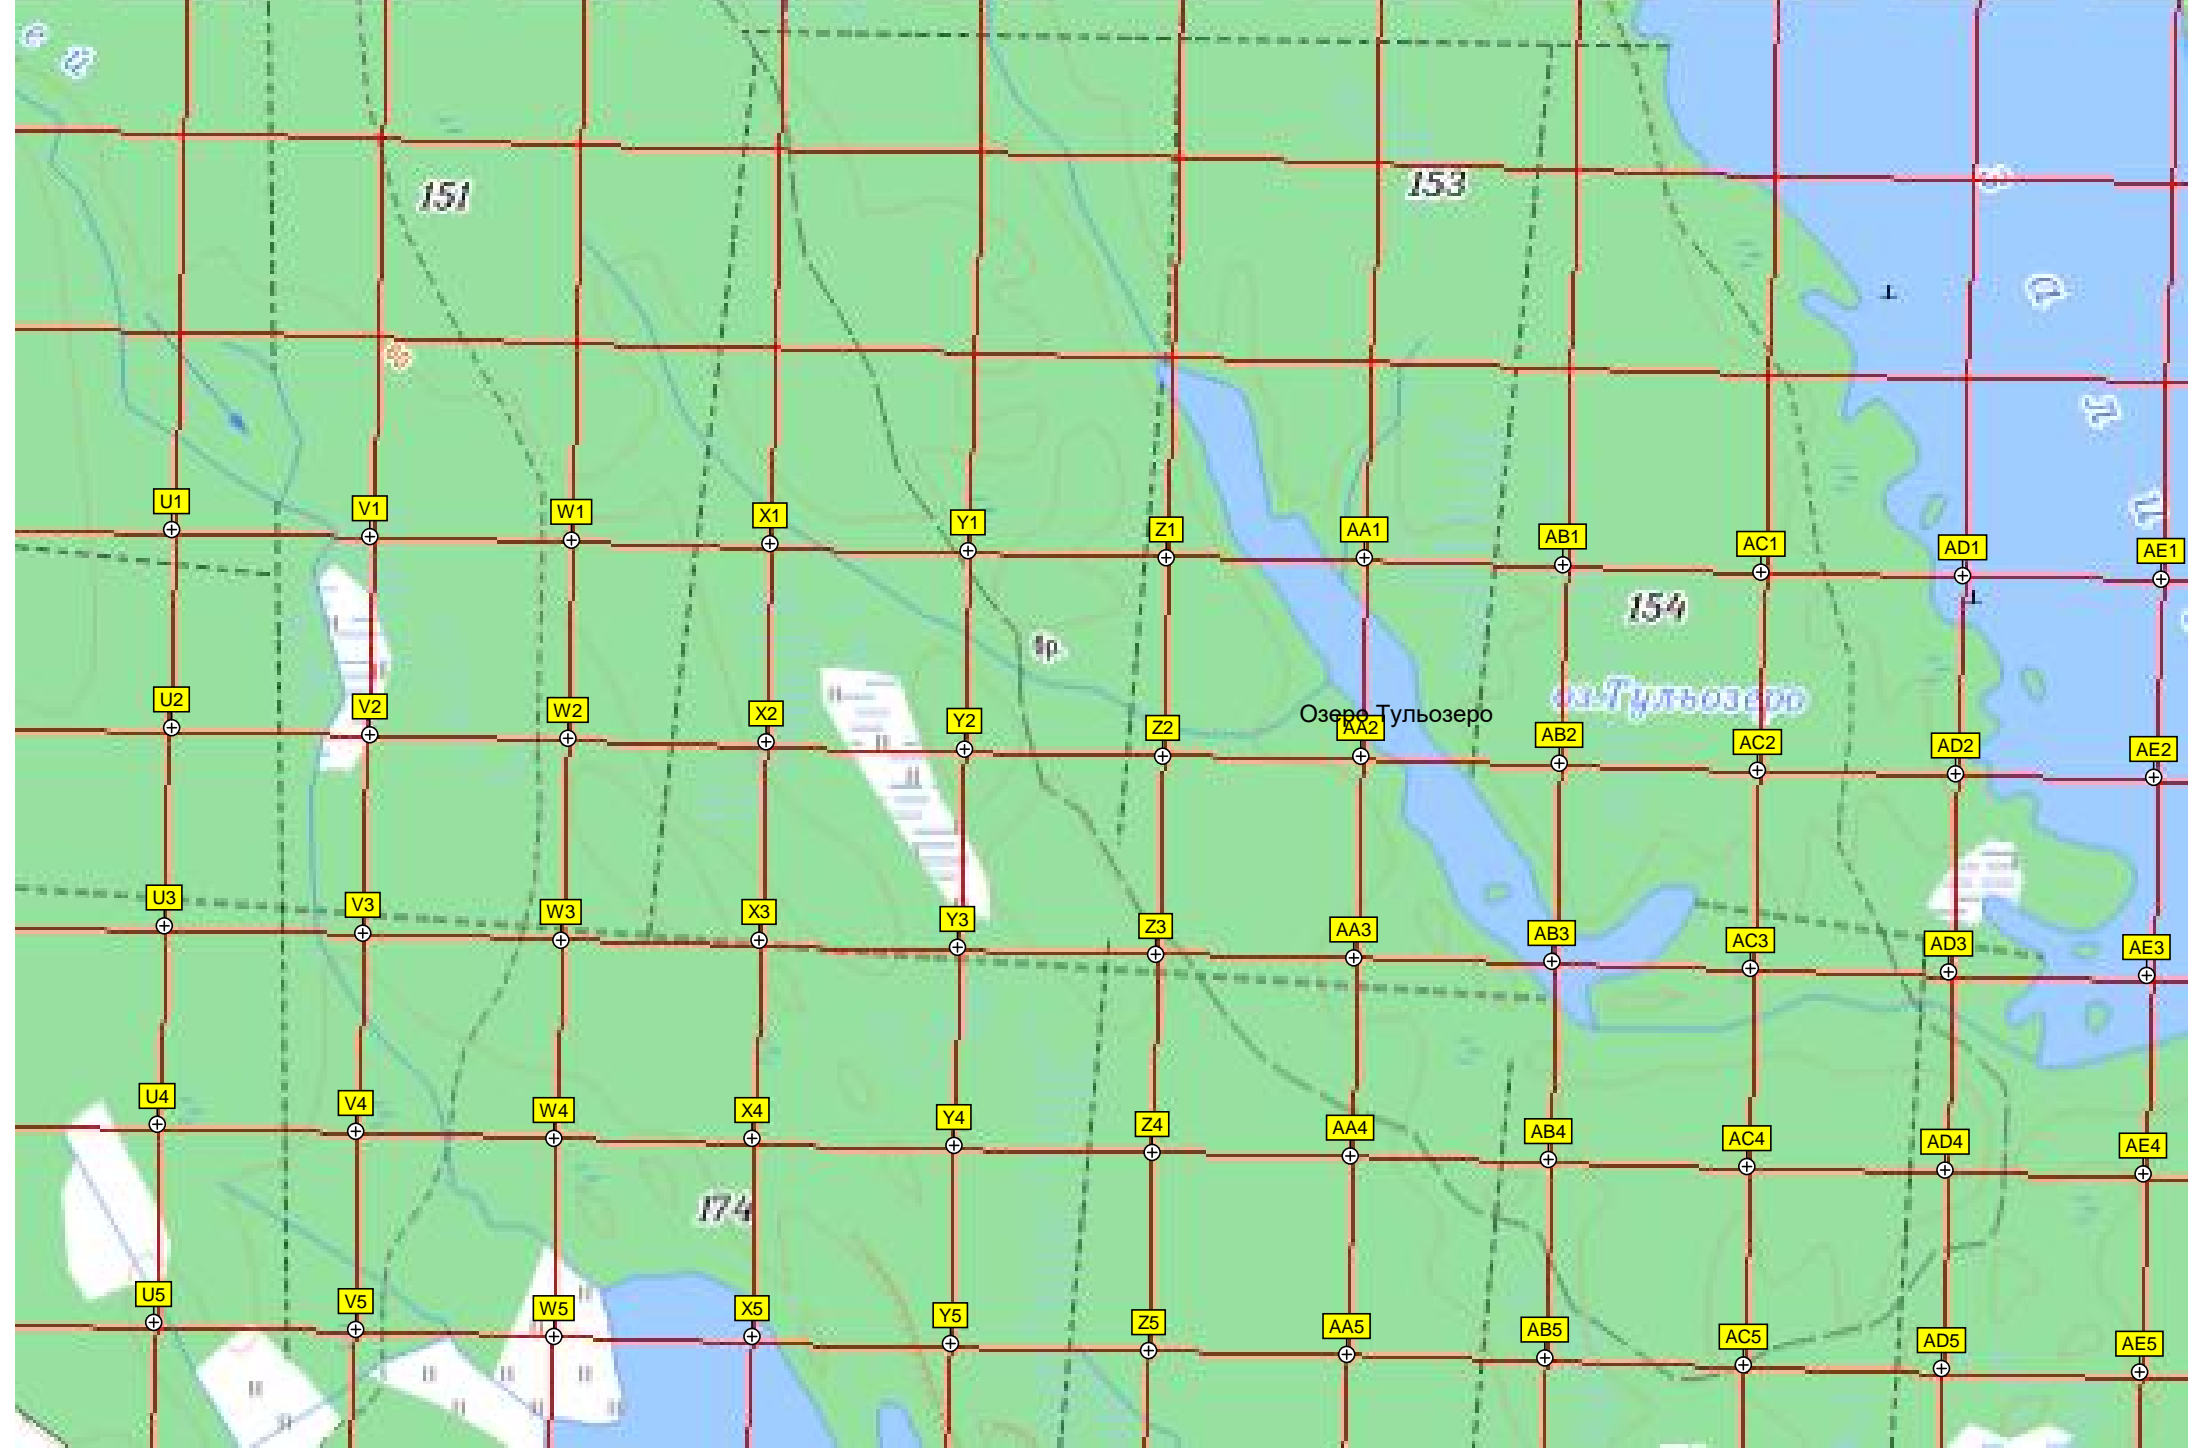 е й
151
153
а
л
и
U1 V1 W1 X1 Y1 Z1 AA1 AB1 AC1 AD1 AE1
154
бр.
оз. Тульозеро
Озеро Тульозеро
U2 V2 W2 X2 Y2 Z2 AA2 AB2 AC2 AD2 AE2
U3 V3 W3 X3 Y3 Z3 AA3 AB3 AC3 AD3 AE3
U4 V4 W4 X4 Y4 Z4 AA4 AB4 AC4 AD4 AE4
174
U5 V5 W5 X5 Y5 Z5 AA5 AB5 AC5 AD5 AE5